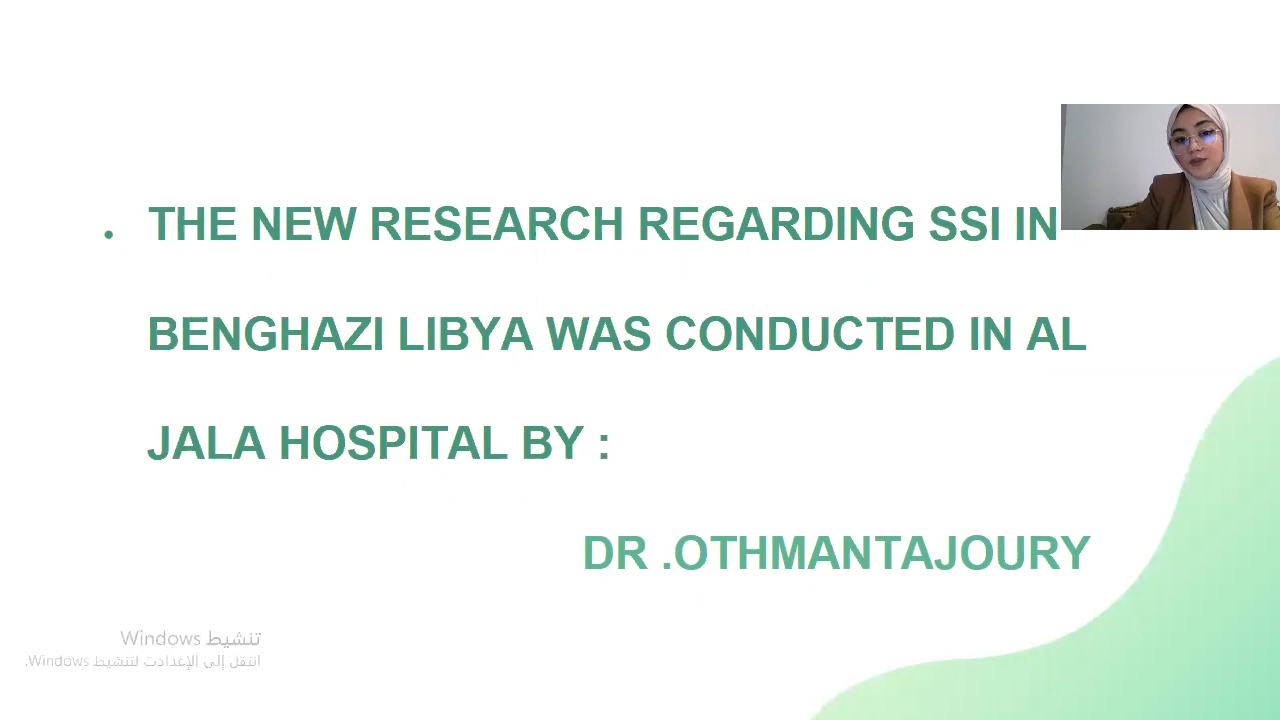 . THE NEW RESEARCH REGARDING SSI IN
BENGHAZI LIBYA WAS CONDUCTED IN AL
JALA HOSPITAL BY :
DR .OTHMANTAJOURY
تنشيط Windows
انتقل إلى الإعدادت لتنشيط Windows.